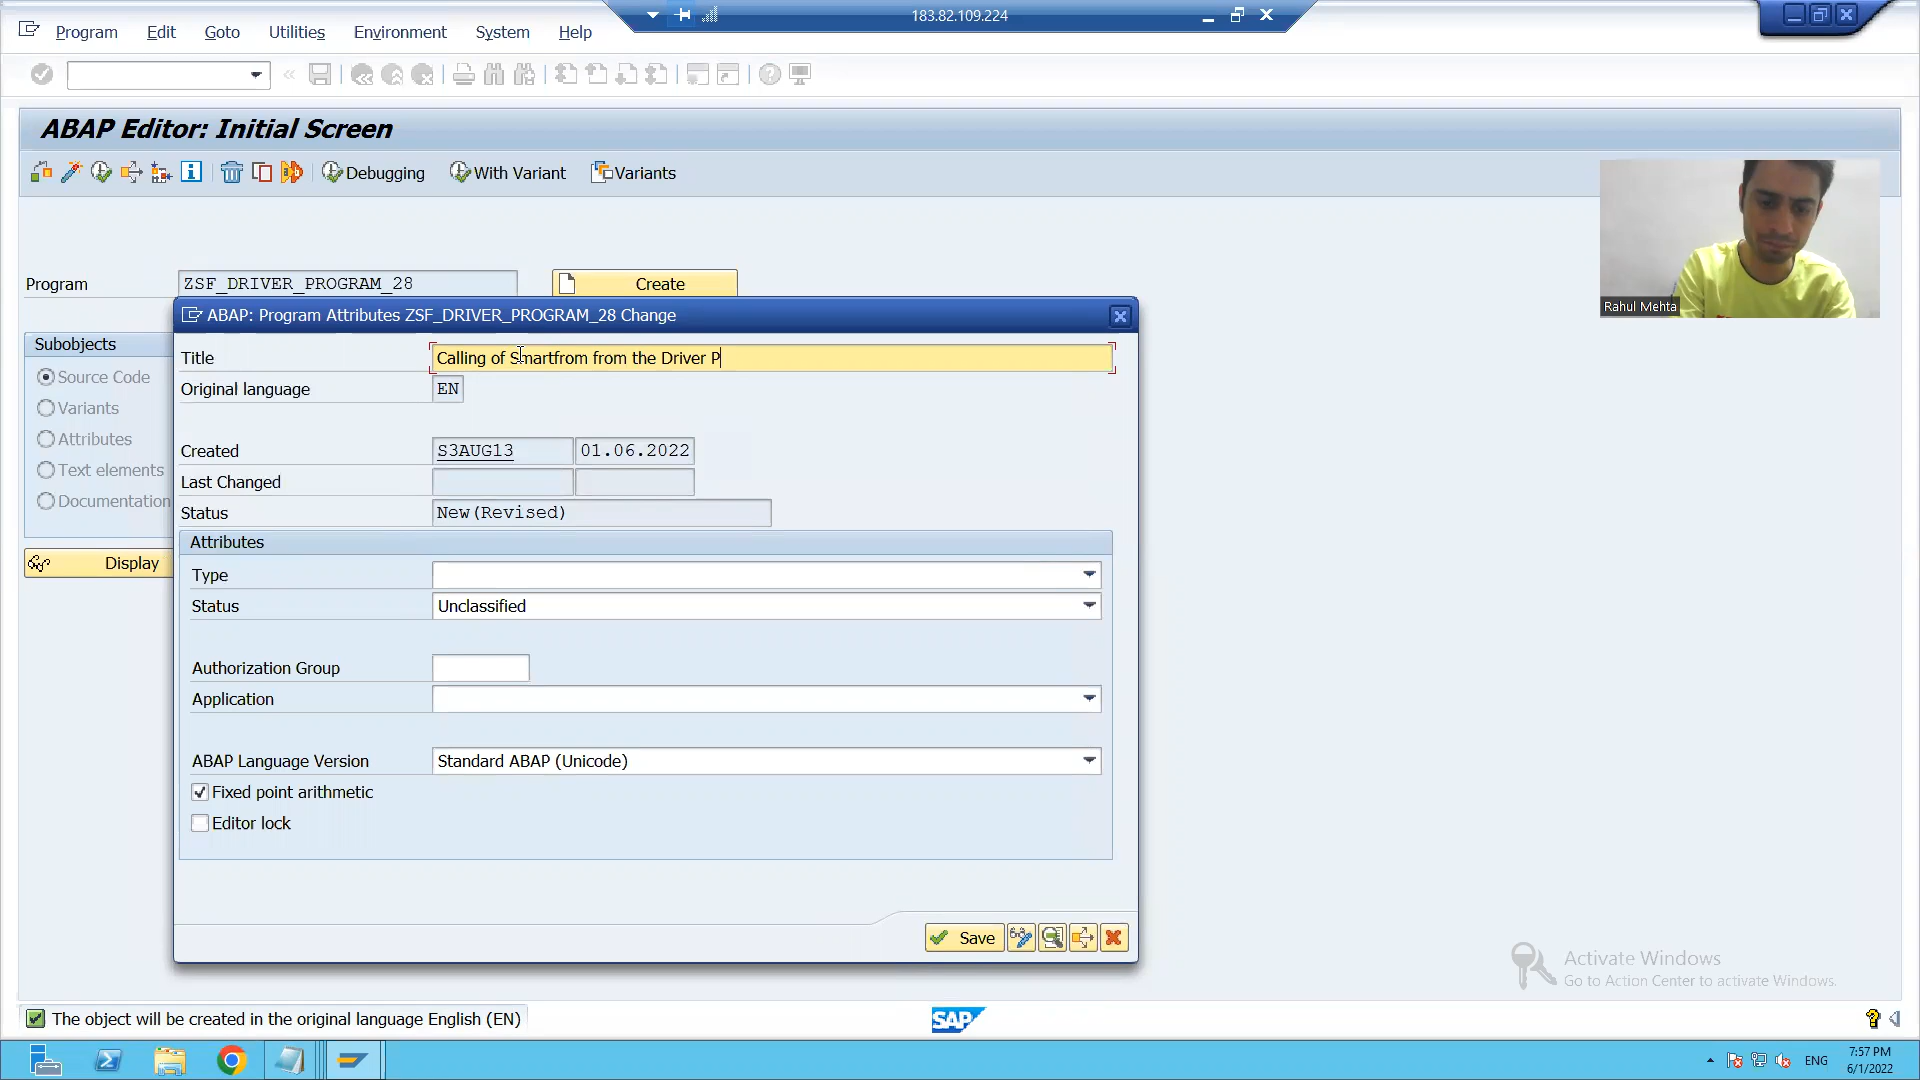 183.82.109.224
Program Edit Goto Utilities Environment System Help
ABAP Editor: Initial Screen
Debugging With Variant Variants
Rahul Mehta
Program ZSF_DRIVER_PROGRAM_28 Create
ABAP: Program Attributes ZSF_DRIVER_PROGRAM_28 Change
Subobjects
Source Code
Variants
Attributes
Text elements
Documentation
Display
Title Calling of Smartfrom from the Driver P
Original language EN
Created S3AUG13 01.06.2022
Last Changed
Status New(Revised)
Attributes
Type
Status Unclassified
Authorization Group
Application
ABAP Language Version Standard ABAP (Unicode)
Fixed point arithmetic
Editor lock
Save
Activate Windows
Go to Action Center to activate Windows.
The object will be created in the original language English (EN)
SAP
ENG
7:57 PM
6/1/2022